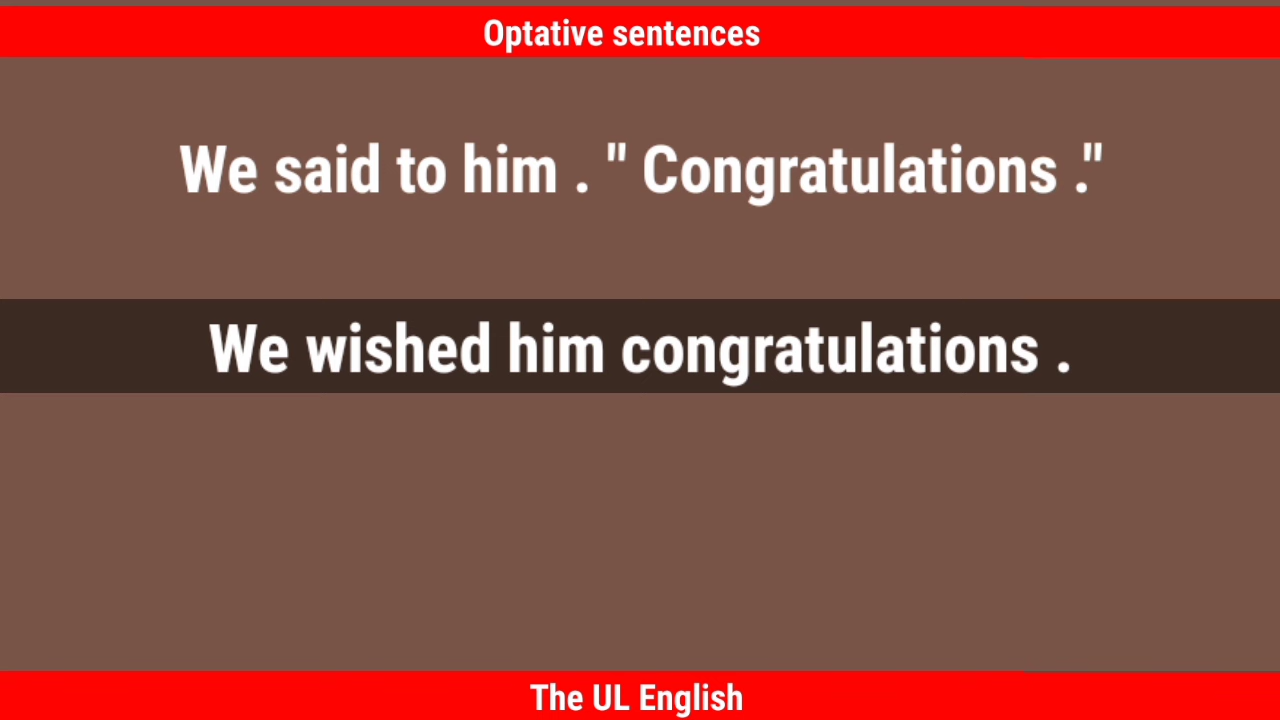 Optative sentences
We said to him . " Congratulations ."
We wished him congratulations .
The UL English